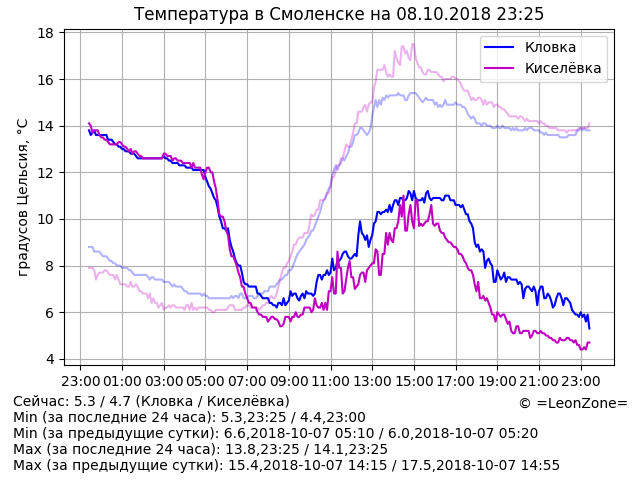 Температура в Смоленске на 08.10.2018 23:25
18
16
14
12
10
8
6
4
градусов Цельсия, °C
Кловка
Киселёвка
23:00 01:00 03:00 05:00 07:00 09:00 11:00 13:00 15:00 17:00 19:00 21:00 23:00
Сейчас: 5.3 / 4.7 (Кловка / Киселёвка)
© =LeonZone=
Min (за последние 24 часа): 5.3,23:25 / 4.4,23:00
Min (за предыдущие сутки): 6.6,2018-10-07 05:10 / 6.0,2018-10-07 05:20
Max (за последние 24 часа): 13.8,23:25 / 14.1,23:25
Max (за предыдущие сутки): 15.4,2018-10-07 14:15 / 17.5,2018-10-07 14:55